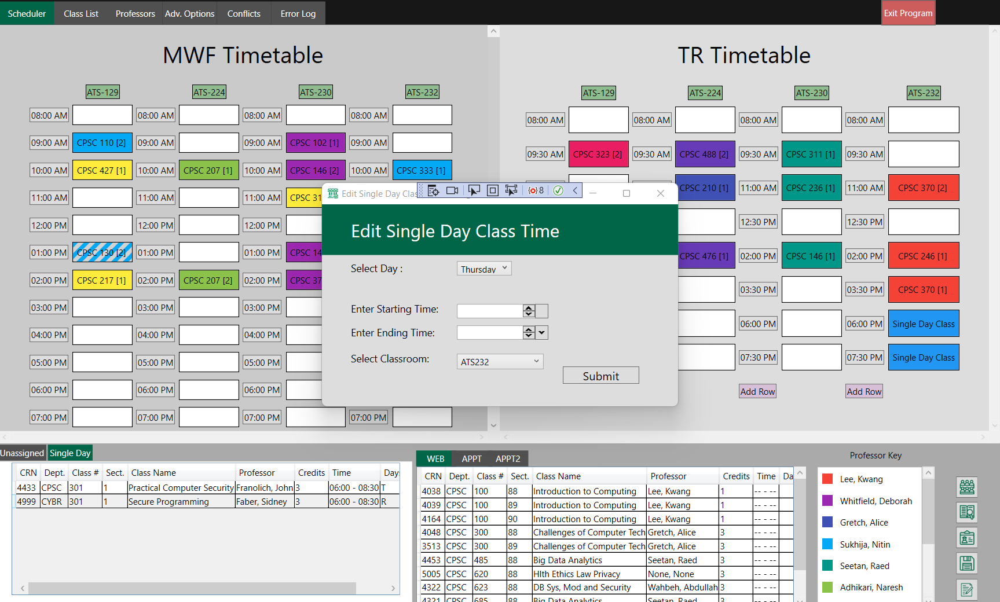 Scheduler Class List Professors Adv. Options Conflicts Error Log Exit Program
MWF Timetable
ATS-129 ATS-224 ATS-230 ATS-232
08:00 AM 08:00 AM 08:00 AM 08:00 AM
09:00 AM CPSC 110 [2] 09:00 AM 09:00 AM CPSC 102 [1] 09:00 AM
10:00 AM CPSC 427 [1] 10:00 AM CPSC 207 [1] 10:00 AM CPSC 146 [2] 10:00 AM CPSC 333 [1]
11:00 AM 11:00 AM 11:00 AM CPSC 31
12:00 PM 12:00 PM 12:00 PM
01:00 PM CPSC 130 [2] 01:00 PM 01:00 PM CPSC 14
02:00 PM CPSC 217 [1] 02:00 PM CPSC 207 [2] 02:00 PM CPSC 37
03:00 PM 03:00 PM 03:00 PM
04:00 PM 04:00 PM 04:00 PM
05:00 PM 05:00 PM 05:00 PM
06:00 PM 06:00 PM 06:00 PM
07:00 PM 07:00 PM 07:00 PM 07:00 PM
TR Timetable
ATS-129 ATS-224 ATS-230 ATS-232
08:00 AM 08:00 AM 08:00 AM 08:00 AM
09:30 AM CPSC 323 [2] 09:30 AM CPSC 488 [2] 09:30 AM CPSC 311 [1] 09:30 AM
CPSC 210 [1] 11:00 AM CPSC 236 [1] 11:00 AM CPSC 370 [2]
12:30 PM 12:30 PM
CPSC 476 [1] 02:00 PM CPSC 146 [1] 02:00 PM CPSC 246 [1]
03:30 PM 03:30 PM CPSC 370 [1]
06:00 PM 06:00 PM Single Day Class
07:30 PM 07:30 PM Single Day Class
Add Row Add Row
Edit Single Day Clas 8
Edit Single Day Class Time
Select Day : Thursday
Enter Starting Time:
Enter Ending Time:
Select Classroom: ATS232
Submit
Unassigned Single Day
CRN Dept. Class # Sect. Class Name Professor Credits Time Days
4433 CPSC 301 1 Practical Computer Security Franolich, John 3 06:00 - 08:30 T
4999 CYBR 301 1 Secure Programming Faber, Sidney 3 06:00 - 08:30 R
WEB APPT APPT2
CRN Dept. Class # Sect. Class Name Professor Credits Time Da
4038 CPSC 100 88 Introduction to Computing Lee, Kwang 1 -- - --
4039 CPSC 100 89 Introduction to Computing Lee, Kwang 1 -- - --
4164 CPSC 100 90 Introduction to Computing Lee, Kwang 1 -- - --
4048 CPSC 300 88 Challenges of Computer Tech Gretch, Alice 3 -- - --
3513 CPSC 300 89 Challenges of Computer Tech Gretch, Alice 3 -- - --
4453 CPSC 485 88 Big Data Analytics Seetan, Raed 3 -- - --
5005 CPSC 620 88 Hlth Ethics Law Privacy None, None 3 -- - --
4322 CPSC 623 88 DB Sys, Mod and Security Wahbeh, Abdullah 3 -- - --
4321 CPSC 685 88 Big Data Analytics Seetan, Raed 3 -- - --
Professor Key
Lee, Kwang
Whitfield, Deborah
Gretch, Alice
Sukhija, Nitin
Seetan, Raed
Adhikari, Naresh